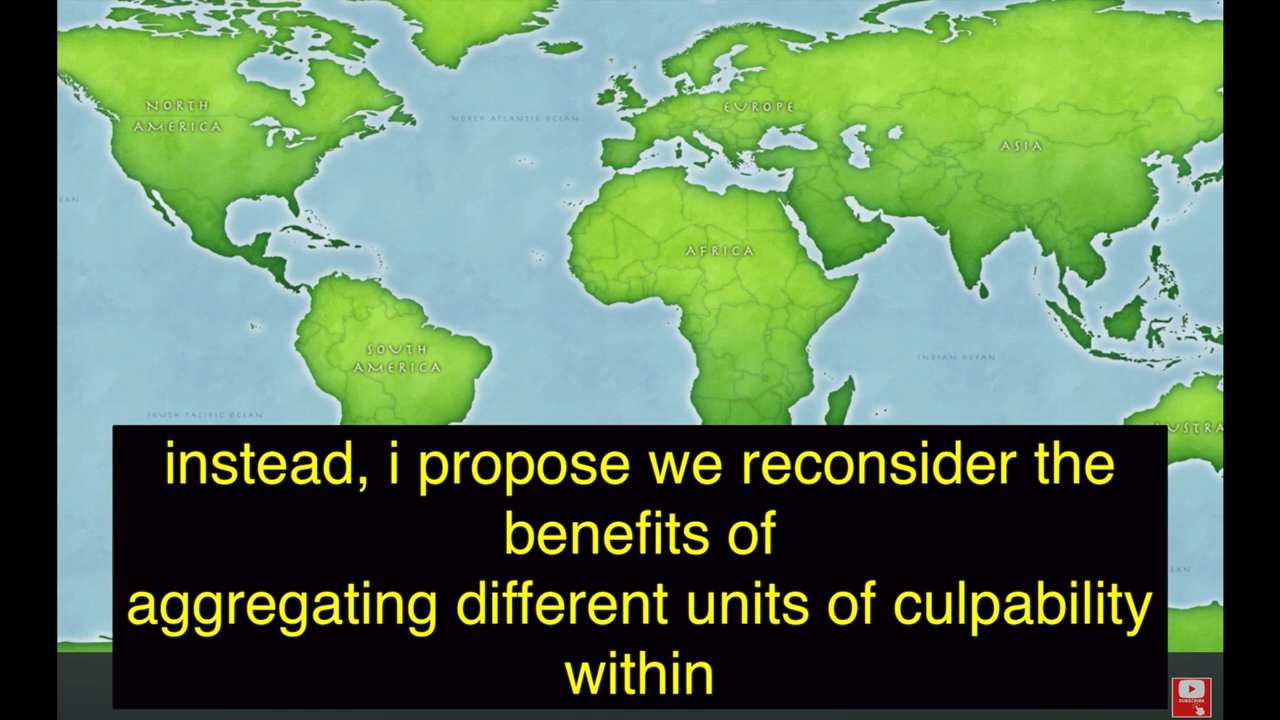 NORTH
AMERICA
NORTH ATLANTIC OCEAN
EUROPE
ASIA
AFRICA
SOUTH
AMERICA
INDIAN OCEAN
SOUTH PACIFIC OCEAN
instead, i propose we reconsider the
benefits of
aggregating different units of culpability
within
SUBSCRIBE